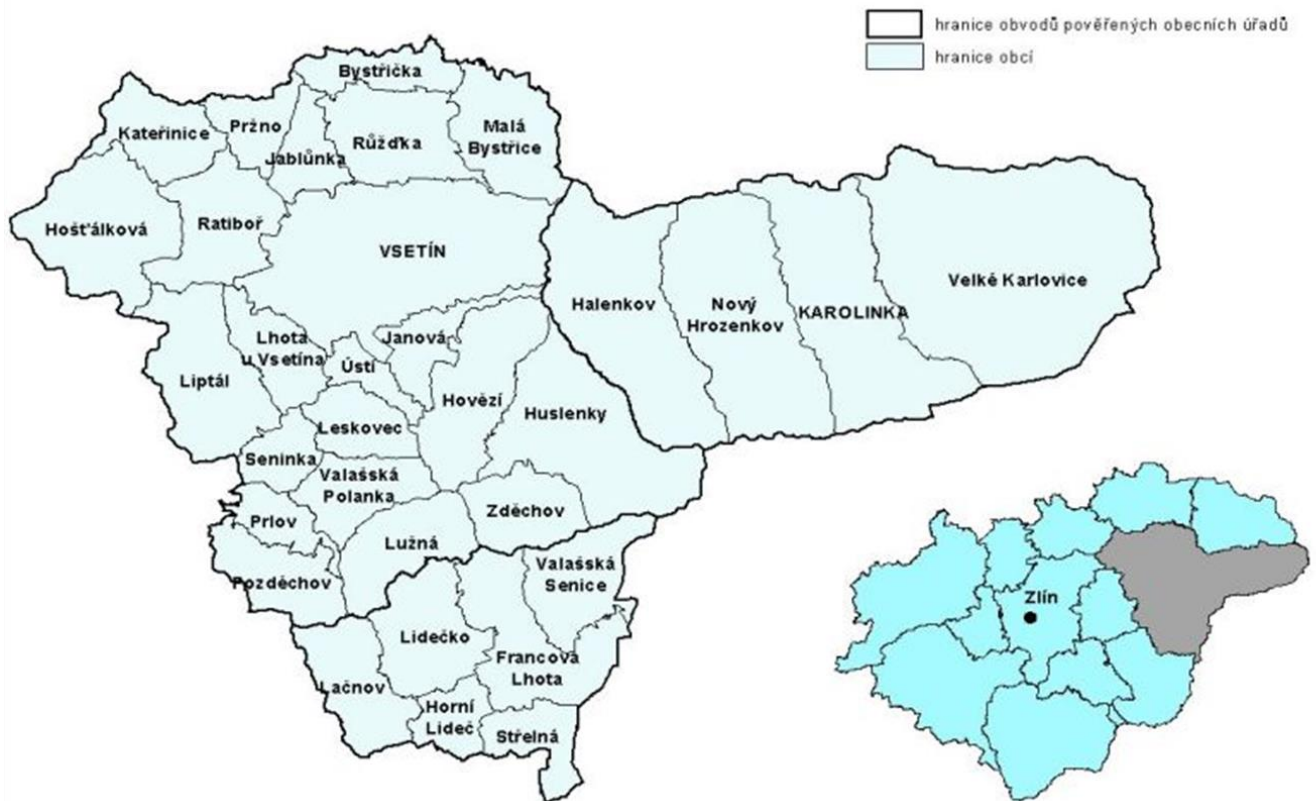 hranice obvodů pověřených obecních úřadů
hranice obcí
Bystřička
Kateřinice
Pržno
Jablůnka
Růžďka
Malá
Bystřice
Hošťálková
Ratiboř
VSETÍN
Halenkov
Nový
Hrozenkov
KAROLINKA
Velké Karlovice
Liptál
Lhota
u Vsetína
Ústí
Janová
Hovězí
Huslenky
Leskovec
Seninka
Valašská
Polanka
Prlov
Zděchov
Lužná
Pozděchov
Valašská
Senice
Lidečko
Francova
Lhota
Lačnov
Horní
Lideč
Střelná
Zlín